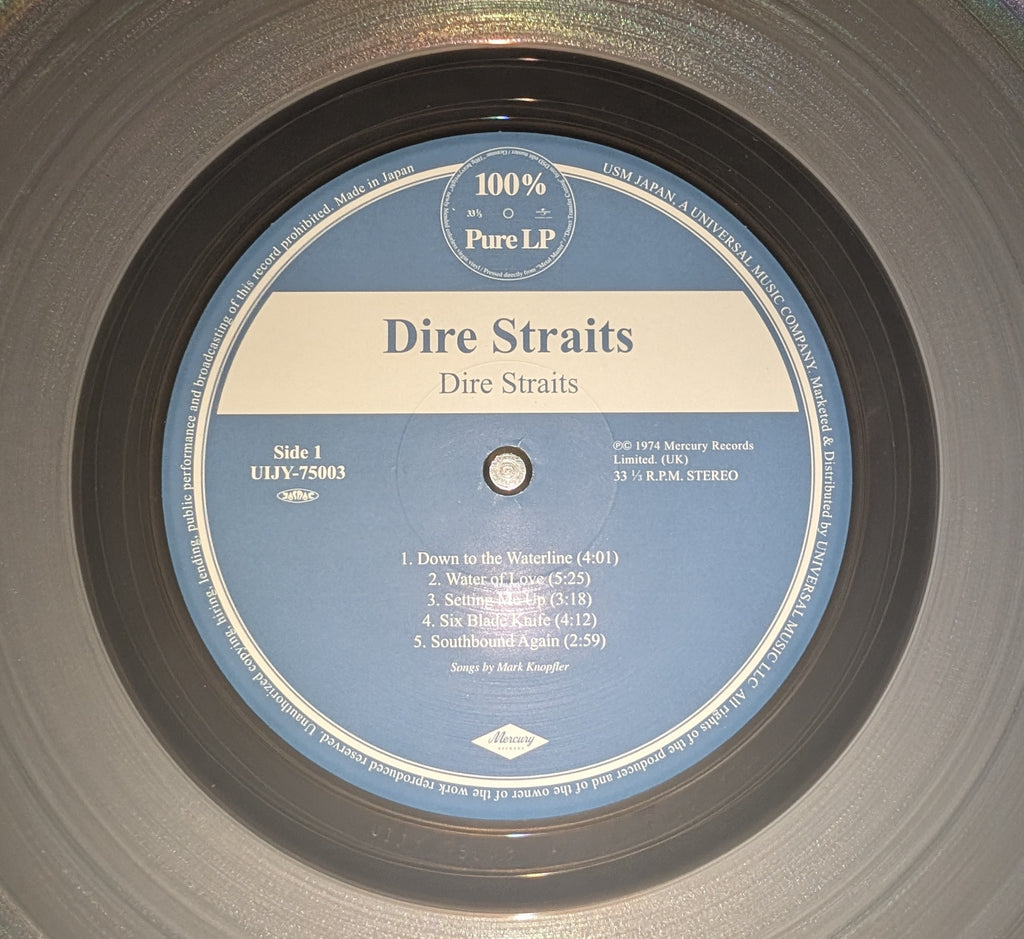 100%
33⅓
Pure LP
USM JAPAN, A UNIVERSAL MUSIC COMPANY. Marketed & Distributed by UNIVERSAL MUSIC LLC All rights of the producer and of the owner of the work reproduced reserved. Unauthorized copying, hiring, lending, public performance and broadcasting of this record prohibited. Made in Japan
Dire Straits
Dire Straits
Side 1
UIJY-75003
℗© 1974 Mercury Records
Limited. (UK)
33 ⅓ R.P.M. STEREO
1. Down to the Waterline (4:01)
2. Water of Love (5:25)
3. Setting Me Up (3:18)
4. Six Blade Knife (4:12)
5. Southbound Again (2:59)
Songs by Mark Knopfler
Mercury
RECORDS